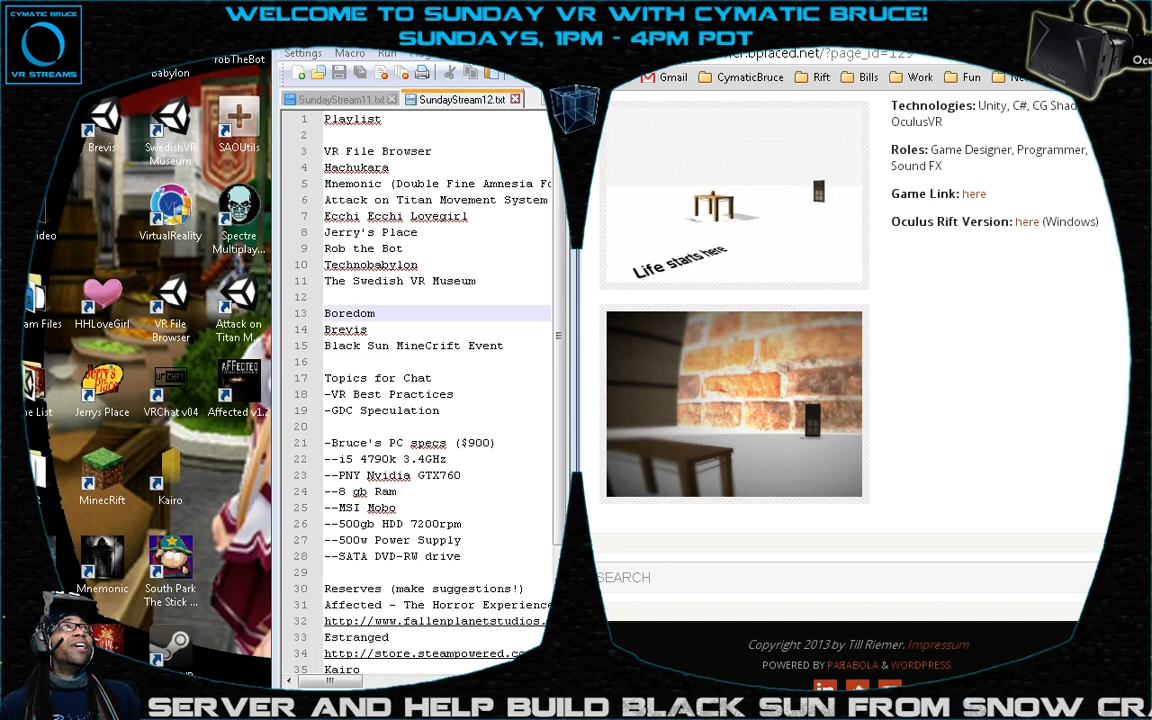 CYMATIC BRUCE
VR STREAMS
WELCOME TO SUNDAY VR WITH CYMATIC BRUCE!
SUNDAYS, 1PM - 4PM PDT
babylon
robTheBot
Brevis
SwedishVR
Museum
SAOUtils
VirtualReality
Spectre
Multiplay...
HHLoveGirl
VR File
Browser
Attack on
Titan M...
Jerrys Place
VRChat v04
AFFECTED
Affected v1.2
MinecRift
Kairo
Mnemonic
South Park
The Stick ...
Settings Macro Run
SundayStream11.txt
SundayStream12.txt
1 Playlist
2
3 VR File Browser
4 Hachukara
5 Mnemonic (Double Fine Amnesia Fo
6 Attack on Titan Movement System
7 Ecchi Ecchi Lovegirl
8 Jerry's Place
9 Rob the Bot
10 Technobabylon
11 The Swedish VR Museum
12
13 Boredom
14 Brevis
15 Black Sun MineCrift Event
16
17 Topics for Chat
18 -VR Best Practices
19 -GDC Speculation
20
21 -Bruce's PC specs ($900)
22 --i5 4790k 3.4GHz
23 --PNY Nvidia GTX760
24 --8 gb Ram
25 --MSI Mobo
26 --500gb HDD 7200rpm
27 --500w Power Supply
28 --SATA DVD-RW drive
29
30 Reserves (make suggestions!)
31 Affected - The Horror Experience
32 http://www.fallenplanetstudios.
33 Estranged
34 http://store.steampowered.co
35 Kairo
.bplaced.net/?page_id=129
Gmail CymaticBruce Rift Bills Work Fun
Life starts here
Technologies: Unity, C#, CG Shad
OculusVR
Roles: Game Designer, Programmer,
Sound FX
Game Link: here
Oculus Rift Version: here (Windows)
SEARCH
Copyright 2013 by Till Riemer. Impressum
POWERED BY PARABOLA & WORDPRESS.
SERVER AND HELP BUILD BLACK SUN FROM SNOW CRA